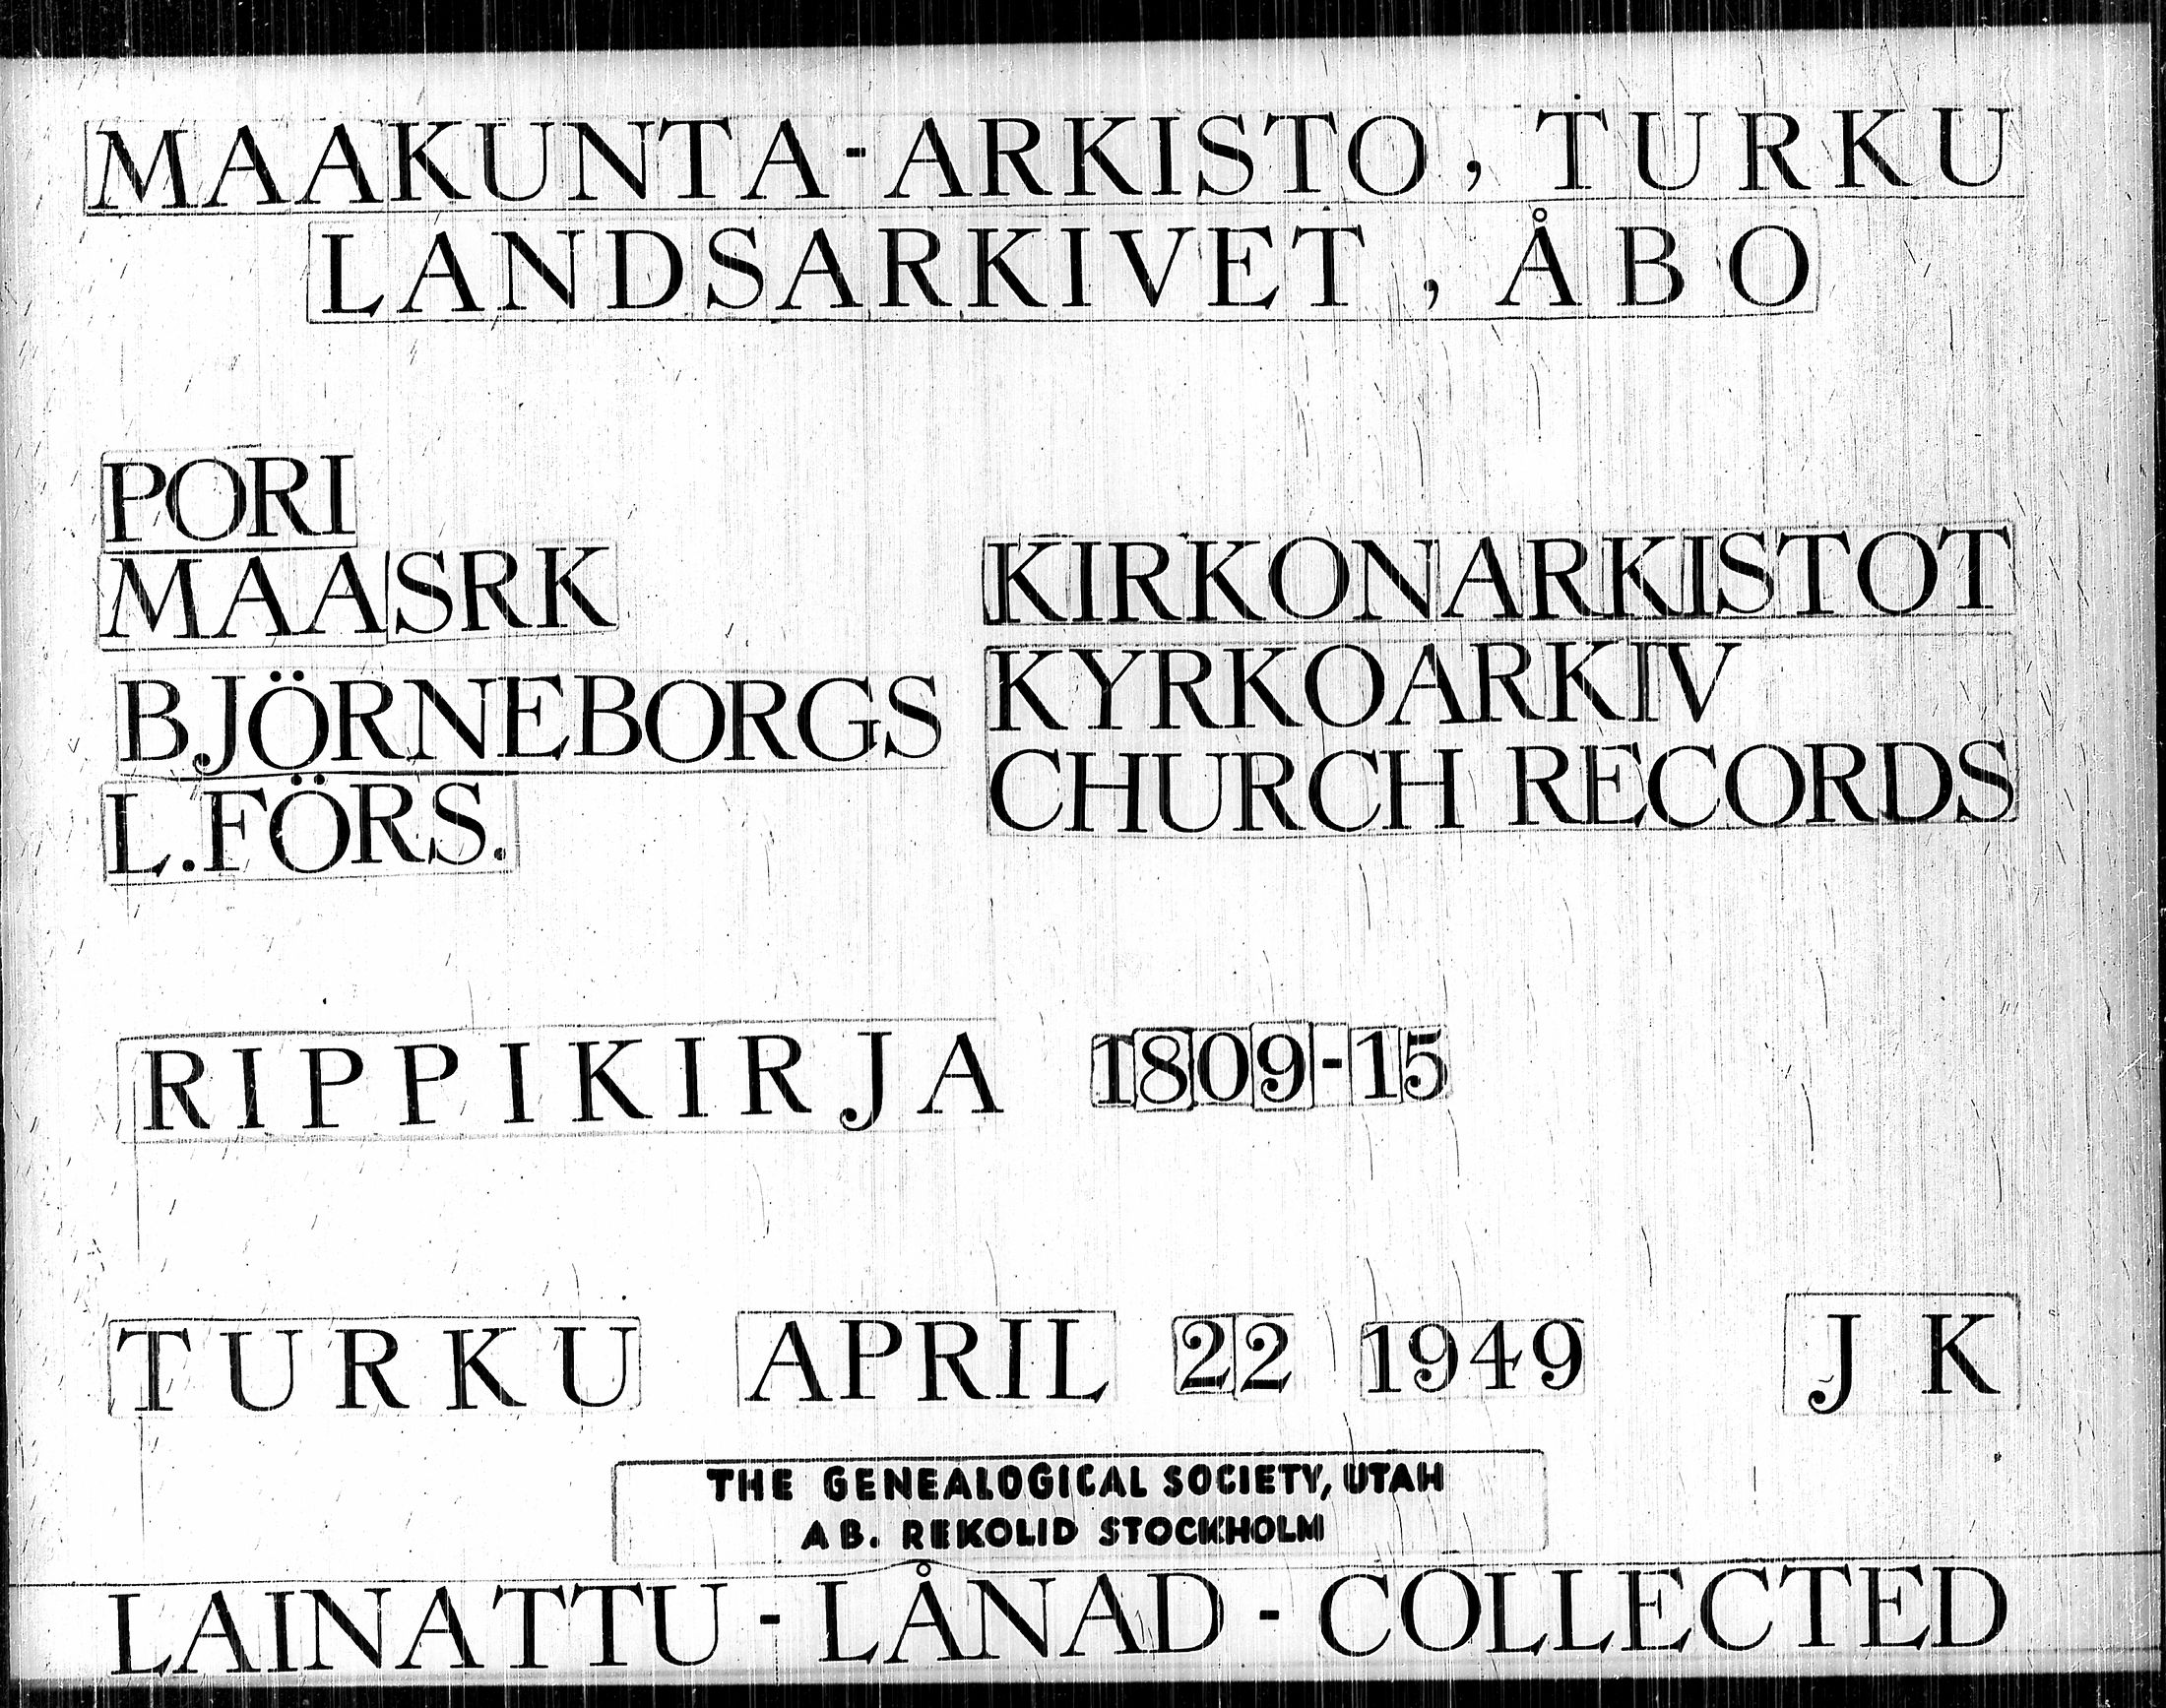 MAAKUNTA-ARKISTO, TURKU
LANDSARKIVET, ÅBO
PORI
MAASRK
BJÖRNEBORGS
L.FÖRS.
KIRKONARKISTOT
KYRKOARKIV
CHURCH RECORDS
RIPPIKIRJA 1809-15
TURKU APRIL 22 1949 J K
THE GENEALOGICAL SOCIETY, UTAH
AB. REKOLID STOCKHOLM
LAINATTU - LÅNAD - COLLECTED